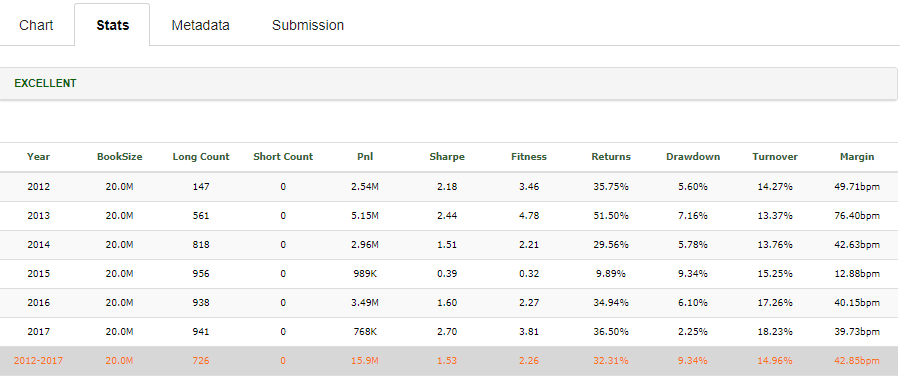 Chart Stats Metadata Submission
EXCELLENT
Year BookSize Long Count Short Count Pnl Sharpe Fitness Returns Drawdown Turnover Margin
2012 20.0M 147 0 2.54M 2.18 3.46 35.75% 5.60% 14.27% 49.71bpm
2013 20.0M 561 0 5.15M 2.44 4.78 51.50% 7.16% 13.37% 76.40bpm
2014 20.0M 818 0 2.96M 1.51 2.21 29.56% 5.78% 13.76% 42.63bpm
2015 20.0M 956 0 989K 0.39 0.32 9.89% 9.34% 15.25% 12.88bpm
2016 20.0M 938 0 3.49M 1.60 2.27 34.94% 6.10% 17.26% 40.15bpm
2017 20.0M 941 0 768K 2.70 3.81 36.50% 2.25% 18.23% 39.73bpm
2012-2017 20.0M 726 0 15.9M 1.53 2.26 32.31% 9.34% 14.96% 42.85bpm